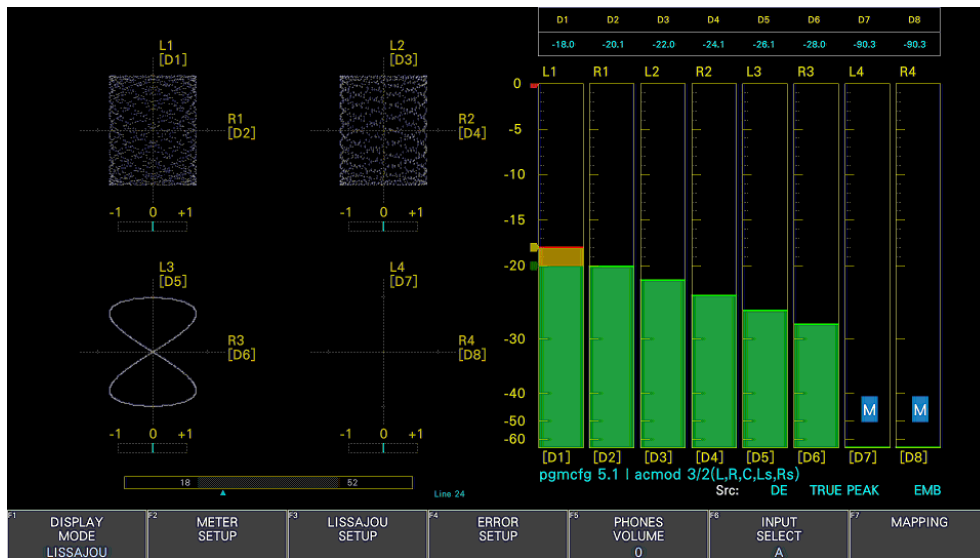 D1 D2 D3 D4 D5 D6 D7 D8
-18.0 -20.1 -22.0 -24.1 -26.1 -28.0 -90.3 -90.3
L1 R1 L2 R2 L3 R3 L4 R4
L1
[D1]
R1
[D2]
-1 0 +1
L2
[D3]
R2
[D4]
-1 0 +1
L3
[D5]
R3
[D6]
-1 0 +1
L4
[D7]
R4
[D8]
-1 0 +1
18 52
Line 24
0
-5
-10
-15
-20
-30
-40
-50
-60
M M
[D1] [D2] [D3] [D4] [D5] [D6] [D7] [D8]
pgmcfg 5.1 | acmod 3/2(L,R,C,Ls,Rs)
Src: DE TRUE PEAK EMB
F1 DISPLAY
MODE
LISSAJOU
F2 METER
SETUP
F3 LISSAJOU
SETUP
F4 ERROR
SETUP
F5 PHONES
VOLUME
0
F6 INPUT
SELECT
A
F7 MAPPING